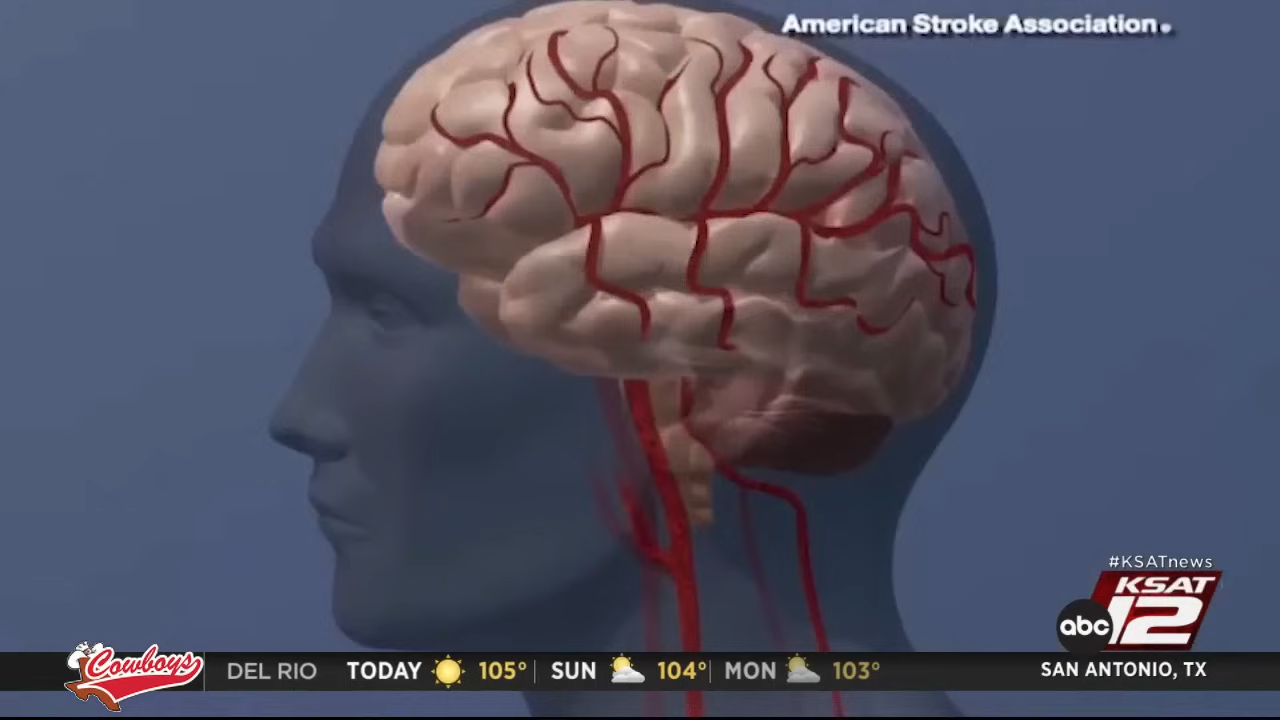 American Stroke Association.
#KSATnews
KSAT
abc 12
Cowboys DEL RIO TODAY 105° SUN 104° MON 103° SAN ANTONIO, TX